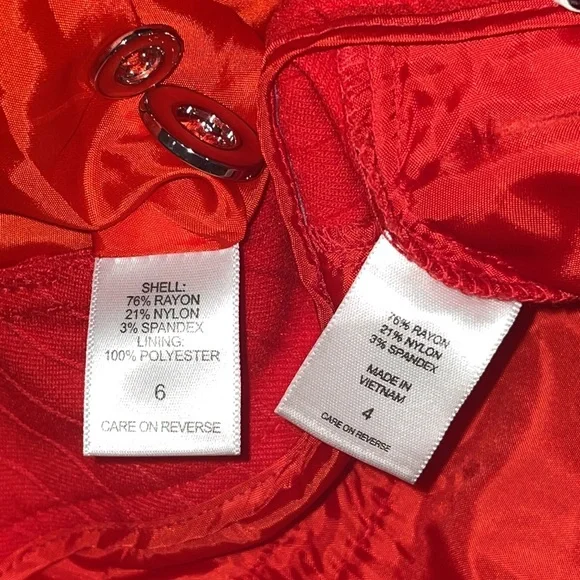 SHELL:
76% RAYON
21% NYLON
3% SPANDEX
LINING:
100% POLYESTER
6
CARE ON REVERSE
76% RAYON
21% NYLON
3% SPANDEX
MADE IN
VIETNAM
4
CARE ON REVERSE